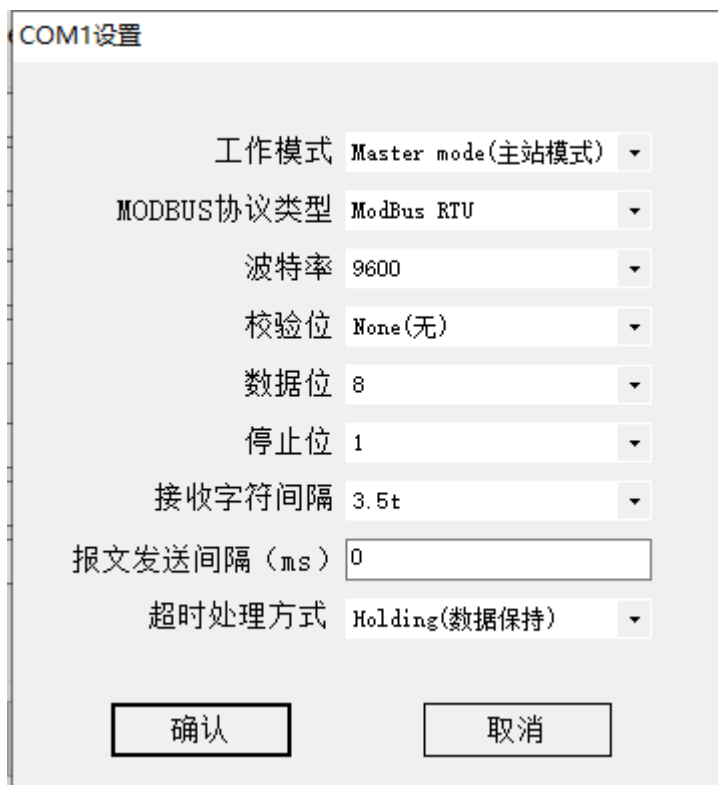 COM1设置
工作模式 Master mode(主站模式)
MODBUS协议类型 ModBus RTU
波特率 9600
校验位 None(无)
数据位 8
停止位 1
接收字符间隔 3.5t
报文发送间隔（ms） 0
超时处理方式 Holding(数据保持)
确认 取消